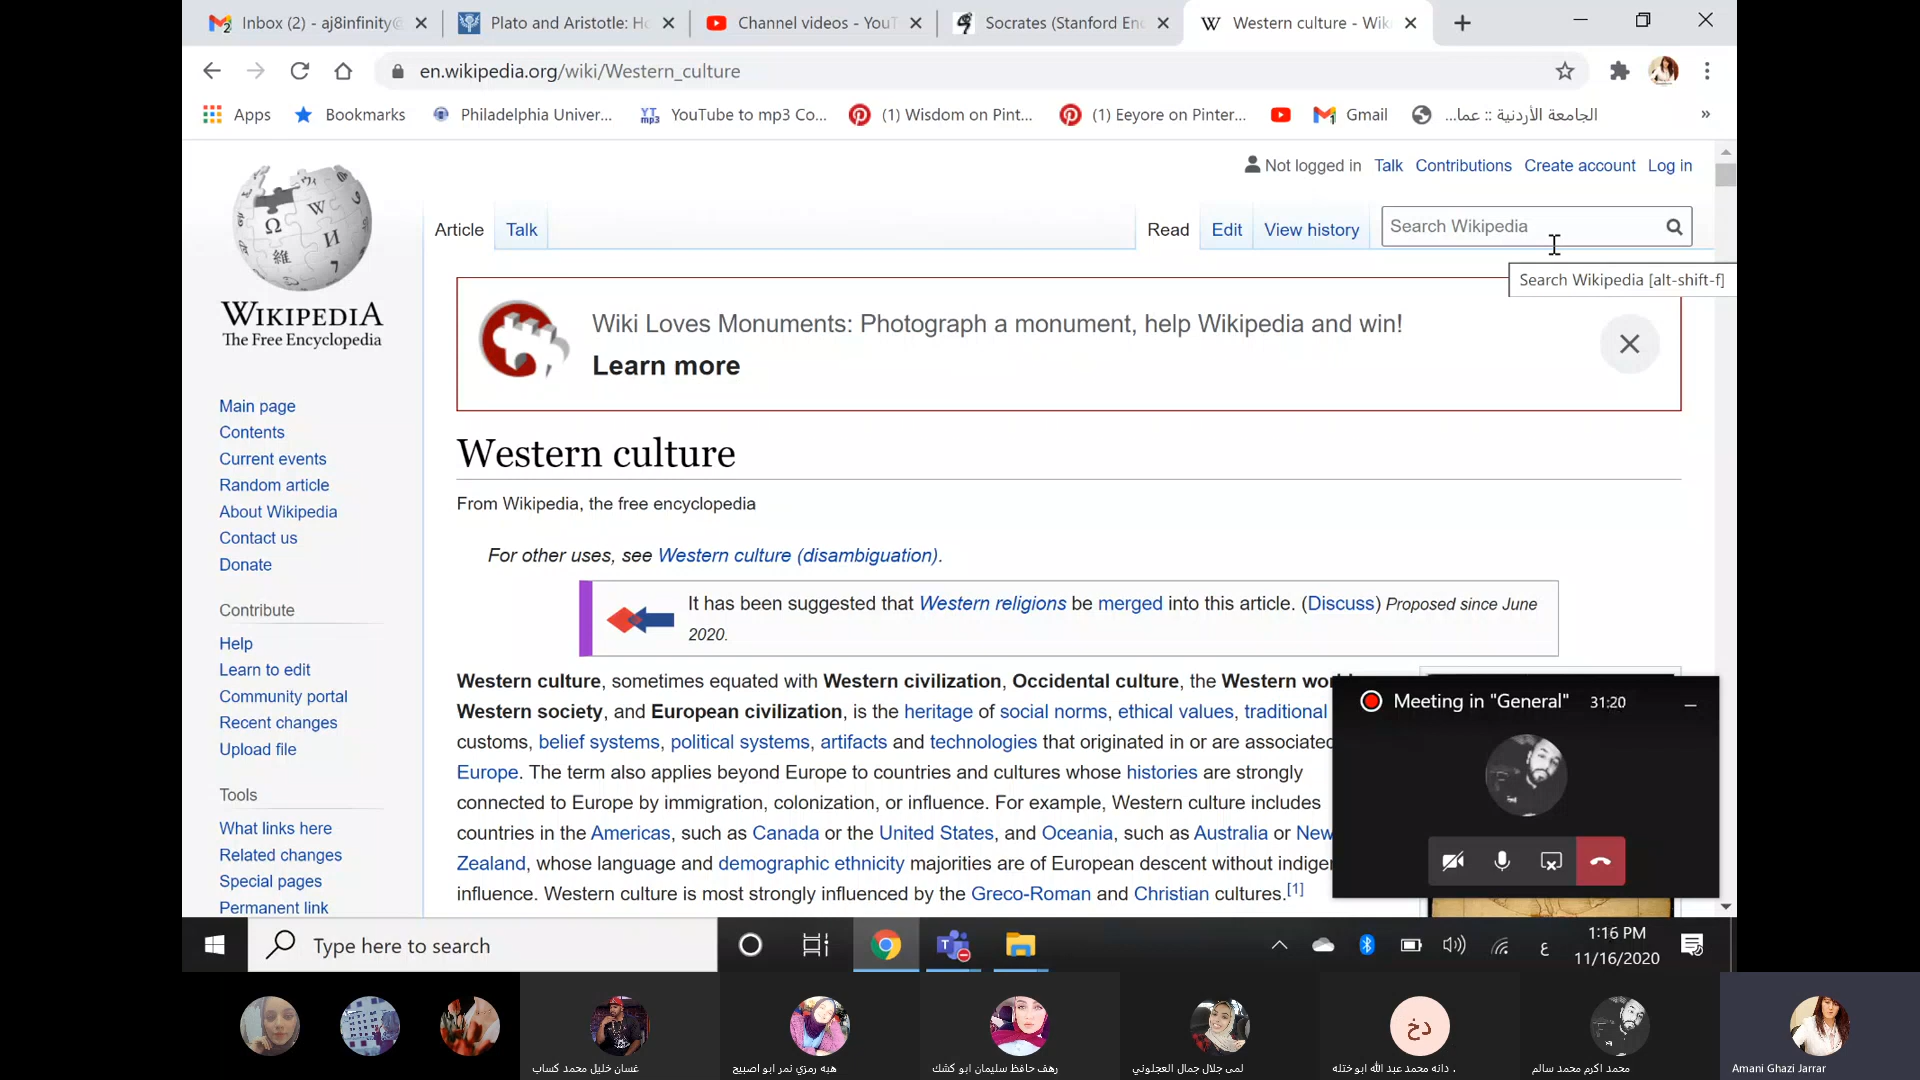 Inbox (2) - aj8infinity@
Plato and Aristotle: Ho
Channel videos - YouT
Socrates (Stanford Enc
Western culture - Wik
en.wikipedia.org/wiki/Western_culture
Apps
Bookmarks
Philadelphia Univer...
YouTube to mp3 Co...
(1) Wisdom on Pint...
(1) Eeyore on Pinter...
Gmail
الجامعة الأردنية :: عما...
Not logged in Talk Contributions Create account Log in
Article Talk
Read Edit View history
Search Wikipedia
Search Wikipedia [alt-shift-f]
WIKIPEDIA
The Free Encyclopedia
Wiki Loves Monuments: Photograph a monument, help Wikipedia and win!
Learn more
Main page
Contents
Current events
Random article
About Wikipedia
Contact us
Donate
Contribute
Help
Learn to edit
Community portal
Recent changes
Upload file
Tools
What links here
Related changes
Special pages
Permanent link
Western culture
From Wikipedia, the free encyclopedia
For other uses, see Western culture (disambiguation).
It has been suggested that Western religions be merged into this article. (Discuss) Proposed since June
2020.
Western culture, sometimes equated with Western civilization, Occidental culture, the Western
Western society, and European civilization, is the heritage of social norms, ethical values, traditional
customs, belief systems, political systems, artifacts and technologies that originated in or are associated
Europe. The term also applies beyond Europe to countries and cultures whose histories are strongly
connected to Europe by immigration, colonization, or influence. For example, Western culture includes
countries in the Americas, such as Canada or the United States, and Oceania, such as Australia or New
Zealand, whose language and demographic ethnicity majorities are of European descent without
influence. Western culture is most strongly influenced by the Greco-Roman and Christian cultures.[1]
Meeting in "General" 31:20
Type here to search
ع
1:16 PM
11/16/2020
غسان خليل محمد كساب
هبه رمزي نمر ابو اصبيح
رهف حافظ سليمان ابو كشك
لمى جلال جمال العجلوني
دخ
دانه محمد عبد الله ابوختله .
محمد اكرم محمد سالم
Amani Ghazi Jarrar